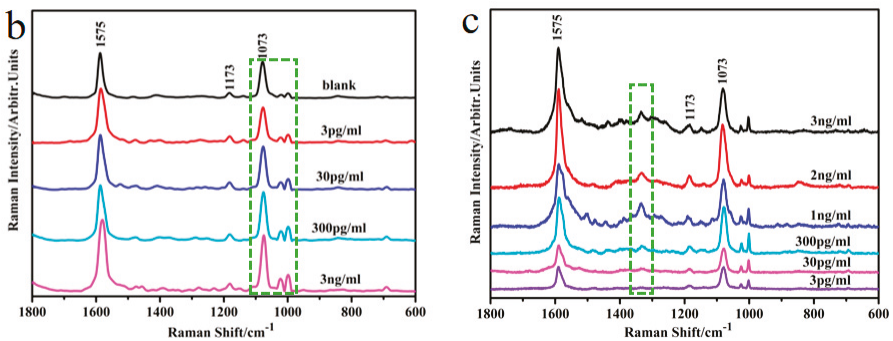 b
Raman Intensity/Arbitr.Units
1575
1173
1073
blank
3pg/ml
30pg/ml
300pg/ml
3ng/ml
1800
1600
1400
1200
1000
800
600
Raman Shift/cm-1
c
Raman Intensity/Arbitr.Units
1575
1173
1073
3ng/ml
2ng/ml
1ng/ml
300pg/ml
30pg/ml
3pg/ml
1800
1600
1400
1200
1000
800
600
Raman Shift/cm-1